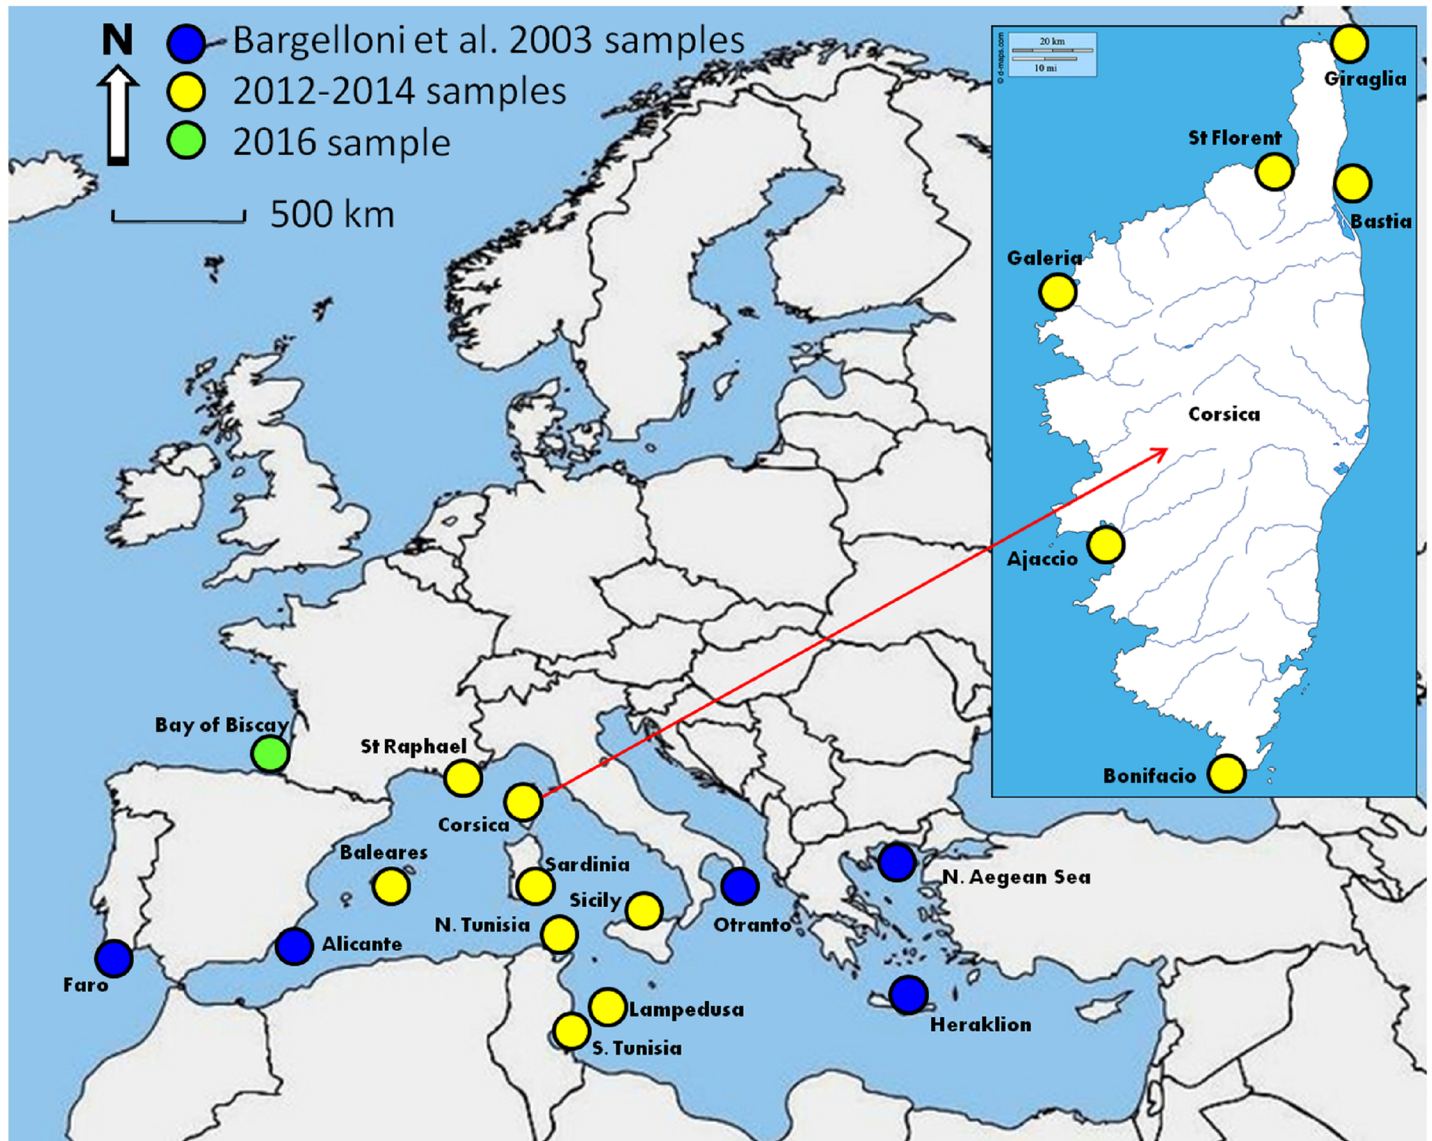 N
Bargelloni et al. 2003 samples
2012-2014 samples
2016 sample
500 km
© d-maps.com
20 km
10 mi
Giraglia
St Florent
Bastia
Galeria
Corsica
Ajaccio
Bonifacio
Bay of Biscay
St Raphael
Corsica
Baleares
Sardinia
Sicily
N. Tunisia
Otranto
N. Aegean Sea
Alicante
Faro
Lampedusa
S. Tunisia
Heraklion